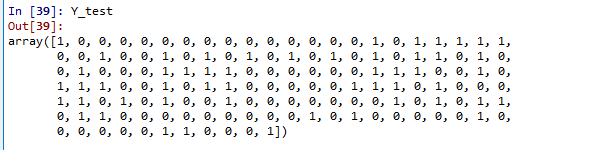 In [39]: Y_test
Out[39]:
array([1, 0, 0, 0, 0, 0, 0, 0, 0, 0, 0, 0, 0, 0, 0, 1, 0, 1, 1, 1, 1, 1,
0, 0, 1, 0, 0, 1, 0, 1, 0, 1, 0, 1, 0, 1, 0, 1, 0, 1, 1, 0, 1, 0,
0, 1, 0, 0, 0, 1, 1, 1, 1, 0, 0, 0, 0, 0, 0, 1, 1, 1, 0, 0, 1, 0,
1, 1, 1, 0, 0, 1, 0, 1, 1, 0, 0, 0, 0, 0, 0, 1, 1, 1, 0, 1, 0, 0,
1, 1, 0, 1, 0, 1, 0, 0, 1, 0, 0, 0, 0, 0, 0, 0, 1, 0, 1, 0, 1, 1,
0, 1, 1, 0, 0, 0, 0, 0, 0, 0, 0, 0, 1, 0, 1, 0, 0, 0, 0, 0, 1, 0,
0, 0, 0, 0, 0, 1, 1, 0, 0, 0, 1])